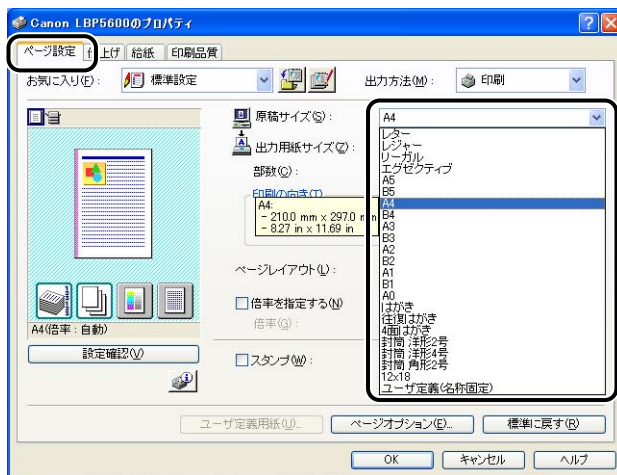 Canon LBP5600のプロパティ
ページ設定 仕上げ 給紙 印刷品質
お気に入り(F): 標準設定 出力方法(M): 印刷
原稿サイズ(S): A4
出力用紙サイズ(Z):
部数(C):
印刷の向き(T)
A4:
- 210.0 mm x 297.0 mm
- 8.27 in x 11.69 in
ページレイアウト(L):
倍率を指定する(N)
倍率(G):
スタンプ(W):
レター
レジャー
リーガル
エグゼクティブ
A5
B5
A4
B4
A3
B3
A2
B2
A1
B1
A0
はがき
往復はがき
4面はがき
封筒 洋形2号
封筒 洋形4号
封筒 角形2号
12x18
ユーザ定義(名称固定)
A4(倍率:自動)
設定確認(V)
ユーザ定義用紙(U)... ページオプション(E)... 標準に戻す(R)
OK キャンセル ヘルプ